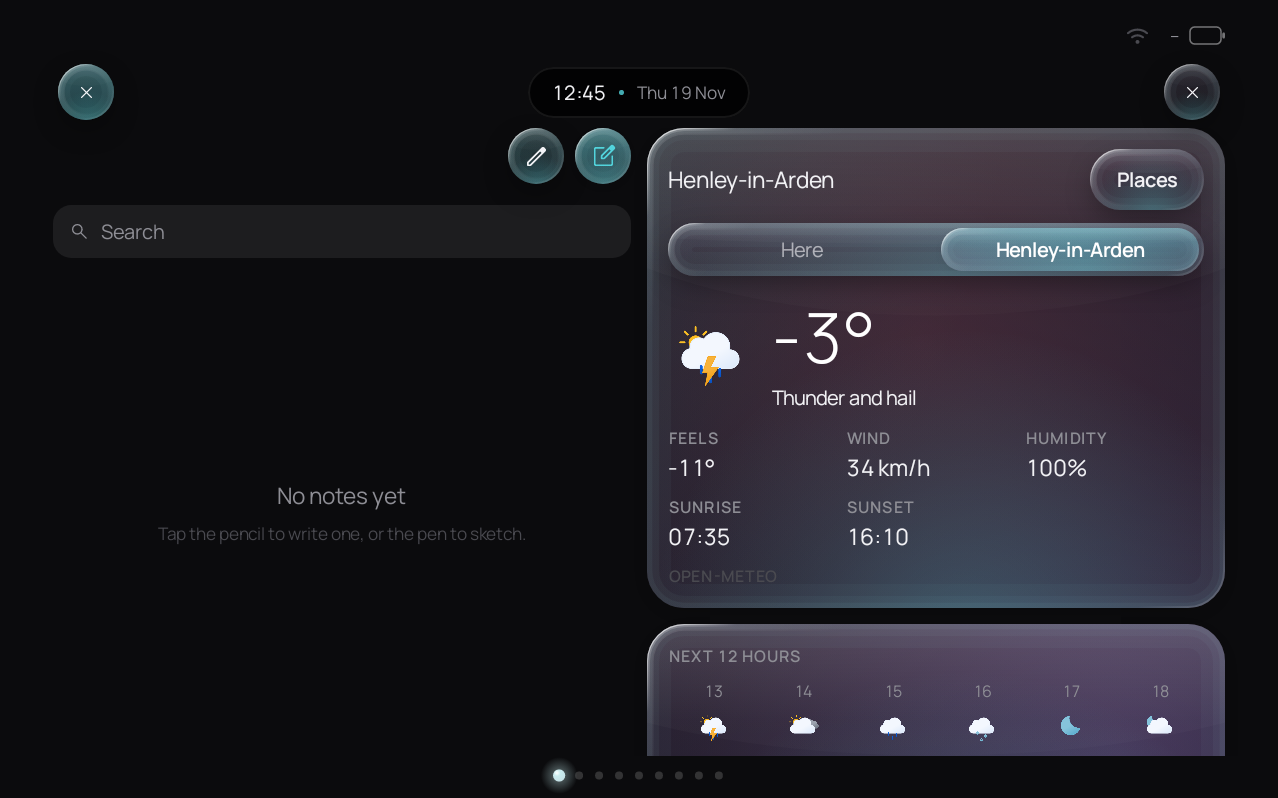 –
12:45 • Thu 19 Nov
Search
No notes yet
Tap the pencil to write one, or the pen to sketch.
Henley-in-Arden
Places
Here
Henley-in-Arden
-3°
Thunder and hail
FEELS WIND HUMIDITY
-11° 34 km/h 100%
SUNRISE SUNSET
07:35 16:10
OPEN-METEO
NEXT 12 HOURS
13 14 15 16 17 18